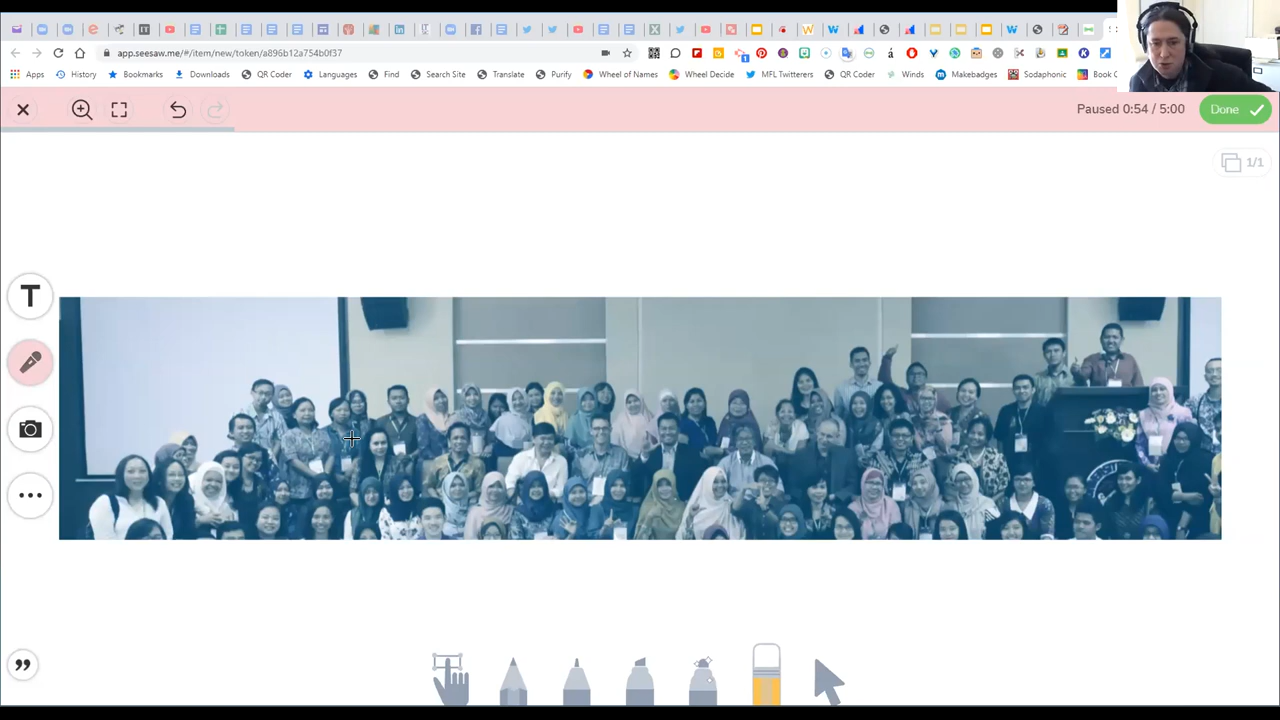 app.seesaw.me/#/item/new/token/a896b12a754b0f37
Apps History Bookmarks Downloads QR Coder Languages Find Search Site Translate Purify Wheel of Names Wheel Decide MFL Twitterers QR Coder Winds Makebadges Sodaphonic Book C
Paused 0:54 / 5:00 Done
1/1
T